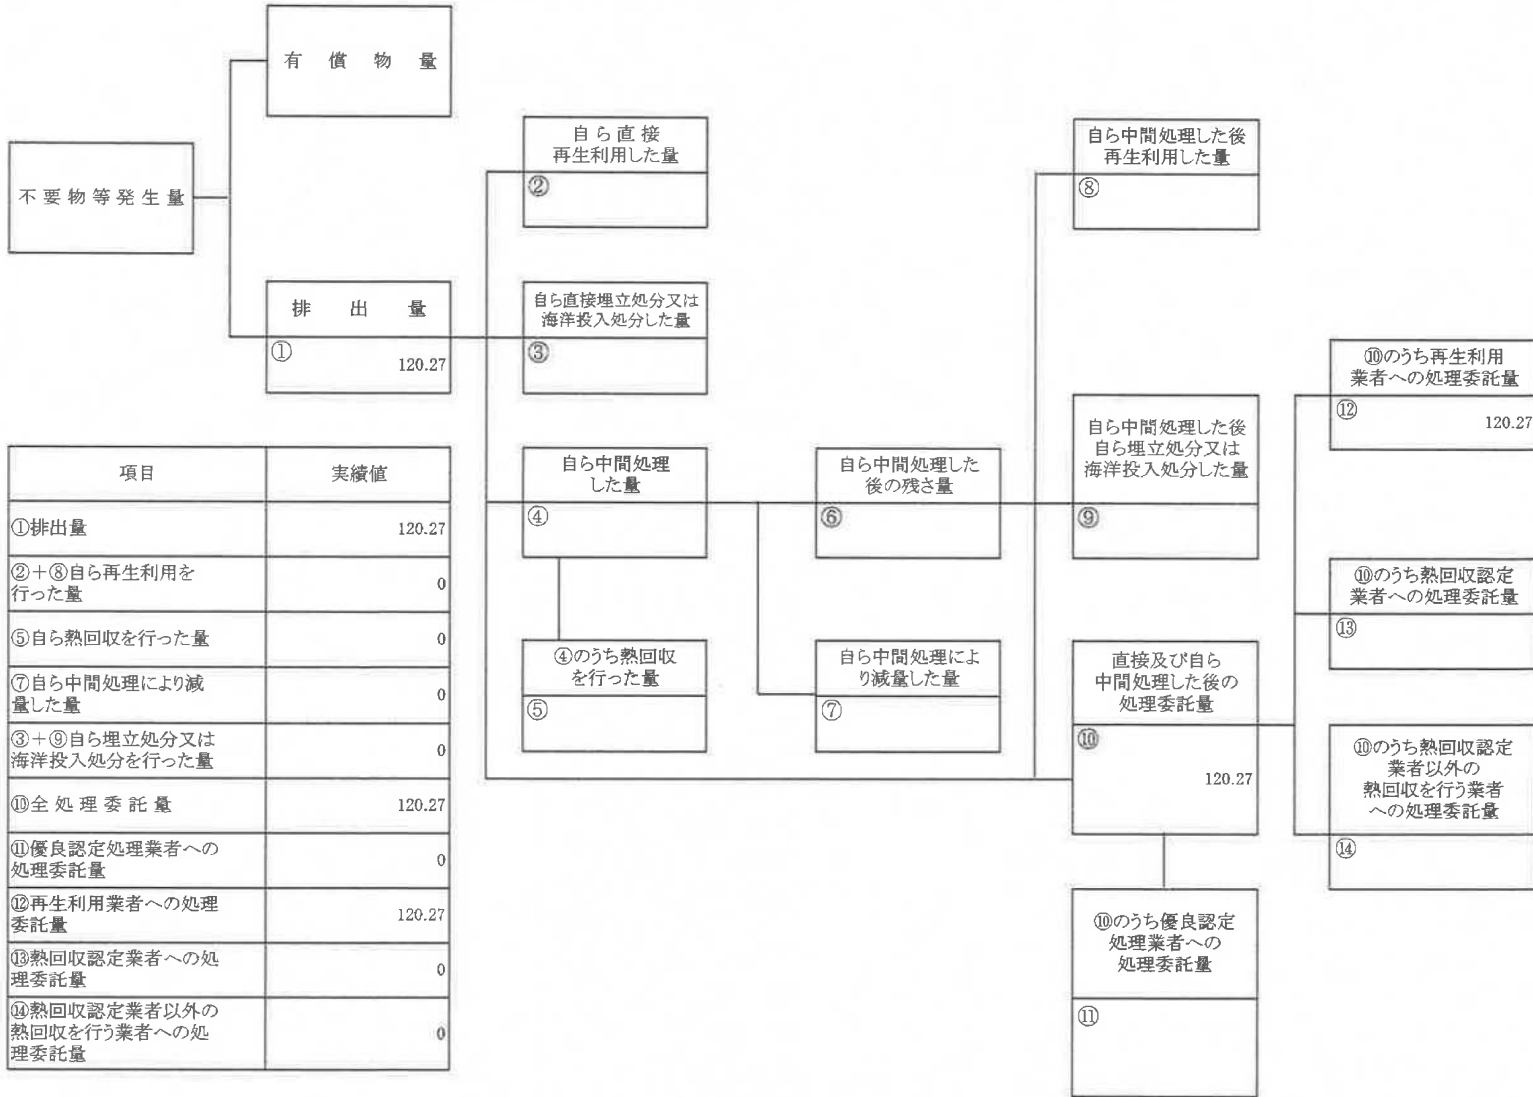 有償物量
不要物等発生量
排出量
①
120.27
自ら直接
再生利用した量
②
自ら直接埋立処分又は
海洋投入処分した量
③
自ら中間処理
した量
④
④のうち熱回収
を行った量
⑤
自ら中間処理した
後の残さ量
⑥
自ら中間処理によ
り減量した量
⑦
自ら中間処理した後
再生利用した量
⑧
自ら中間処理した後
自ら埋立処分又は
海洋投入処分した量
⑨
直接及び自ら
中間処理した後の
処理委託量
⑩
120.27
⑩のうち優良認定
処理業者への
処理委託量
⑪
⑩のうち再生利用
業者への処理委託量
⑫
120.27
⑩のうち熱回収認定
業者への処理委託量
⑬
⑩のうち熱回収認定
業者以外の
熱回収を行う業者
への処理委託量
⑭
項目 実績値
①排出量 120.27
②+⑧自ら再生利用を
行った量 0
⑤自ら熱回収を行った量 0
⑦自ら中間処理により減
量した量 0
③+⑨自ら埋立処分又は
海洋投入処分を行った量 0
⑩全処理委託量 120.27
⑪優良認定処理業者への
処理委託量 0
⑫再生利用業者への処理
委託量 120.27
⑬熱回収認定業者への処
理委託量 0
⑭熱回収認定業者以外の
熱回収を行う業者への処
理委託量 0